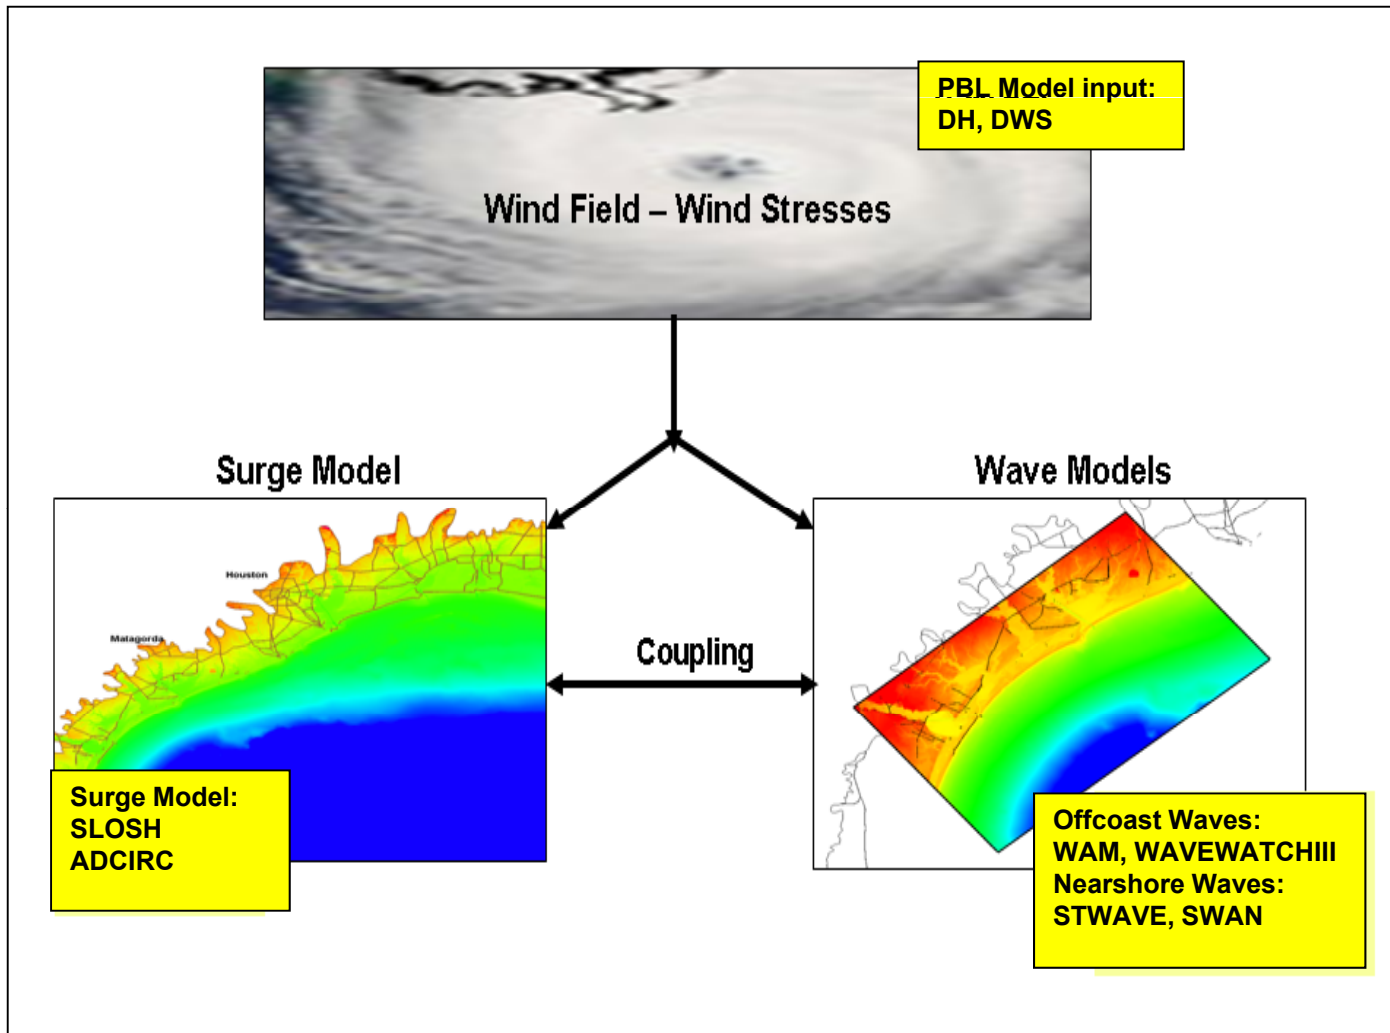 PBL Model input:
DH, DWS
Wind Field – Wind Stresses
Surge Model
Wave Models
Houston
Matagorda
Coupling
Surge Model:
SLOSH
ADCIRC
Offcoast Waves:
WAM, WAVEWATCHIII
Nearshore Waves:
STWAVE, SWAN